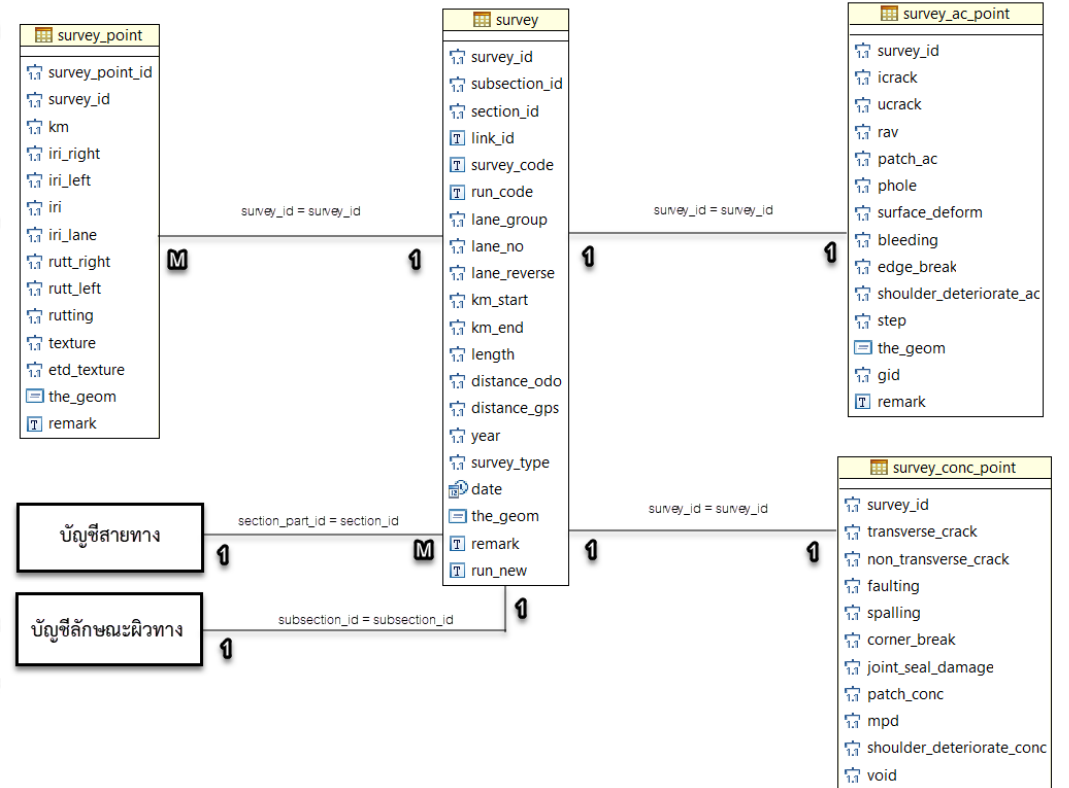 survey_point
survey_point_id
survey_id
km
iri_right
iri_left
iri
iri_lane
rutt_right
rutt_left
rutting
texture
etd_texture
the_geom
remark
survey_id = survey_id
M
1
survey
survey_id
subsection_id
section_id
link_id
survey_code
run_code
lane_group
lane_no
lane_reverse
km_start
km_end
length
distance_odo
distance_gps
year
survey_type
date
the_geom
remark
run_new
survey_id = survey_id
1
1
survey_ac_point
survey_id
icrack
ucrack
rav
patch_ac
phole
surface_deform
bleeding
edge_break
shoulder_deteriorate_ac
step
the_geom
gid
remark
บัญชีสายทาง
section_part_id = section_id
1
M
บัญชีลักษณะผิวทาง
subsection_id = subsection_id
1
1
survey_id = survey_id
1
1
survey_conc_point
survey_id
transverse_crack
non_transverse_crack
faulting
spalling
corner_break
joint_seal_damage
patch_conc
mpd
shoulder_deteriorate_conc
void